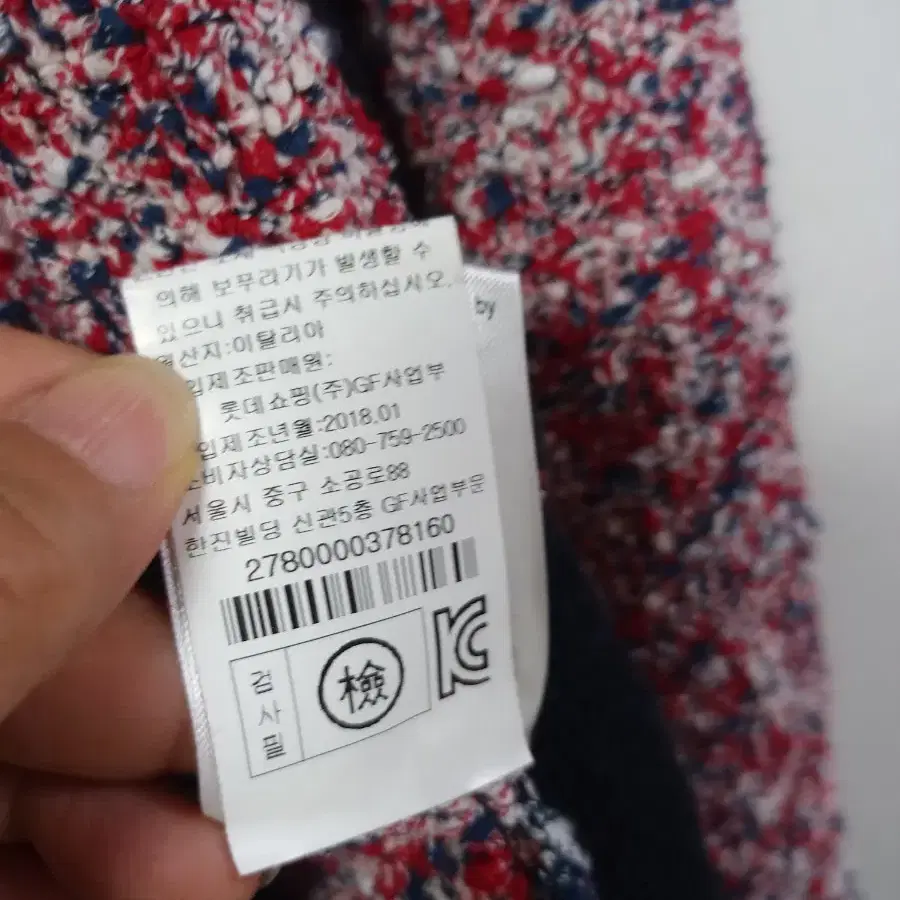 의해 보푸라기가 발생할 수
있으니 취급시 주의하십시오.
산지:이탈리아
입제조판매원:
롯데쇼핑(주)GF사업부
입제조년월:2018.01
비자상담실:080-759-2500
서울시 중구 소공로88
한진빌딩 신관5층 GF사업부문
2780000378160
검사필
檢
KC
by